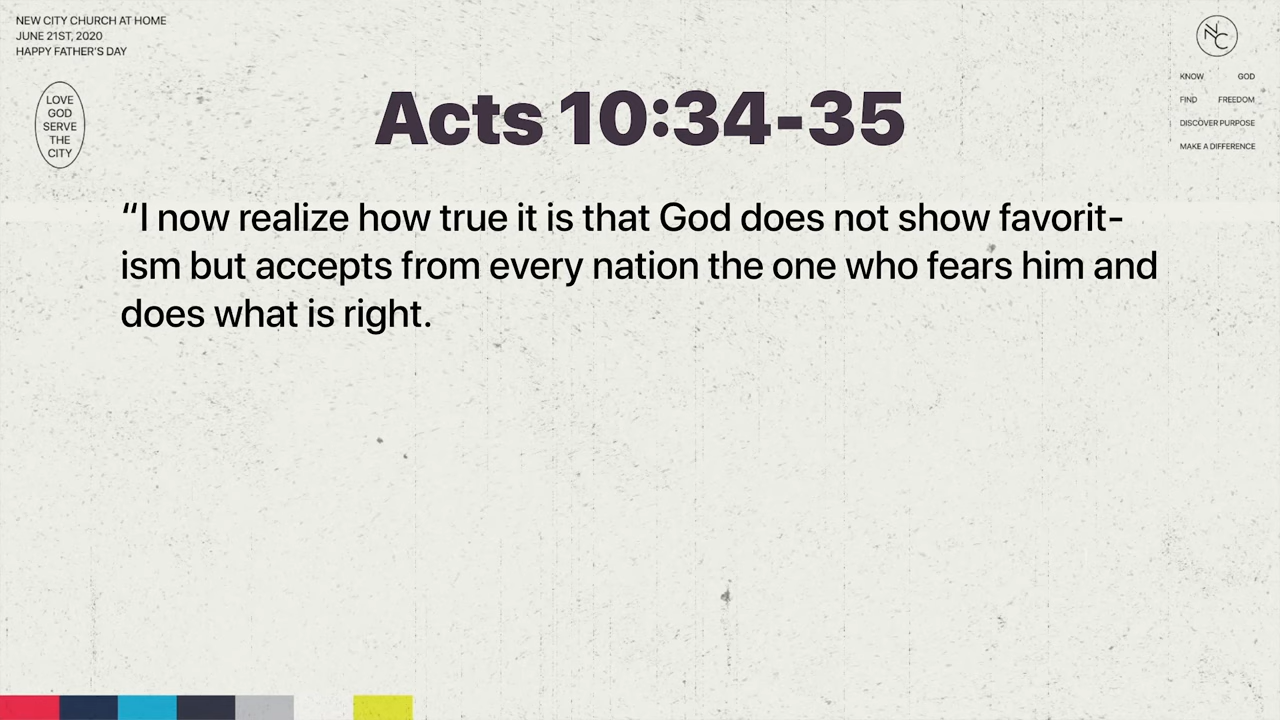 NEW CITY CHURCH AT HOME
JUNE 21ST, 2020
HAPPY FATHER'S DAY
LOVE
GOD
SERVE
THE
CITY
NC
KNOW GOD
FIND FREEDOM
DISCOVER PURPOSE
MAKE A DIFFERENCE
Acts 10:34-35
“I now realize how true it is that God does not show favorit-
ism but accepts from every nation the one who fears him and
does what is right.